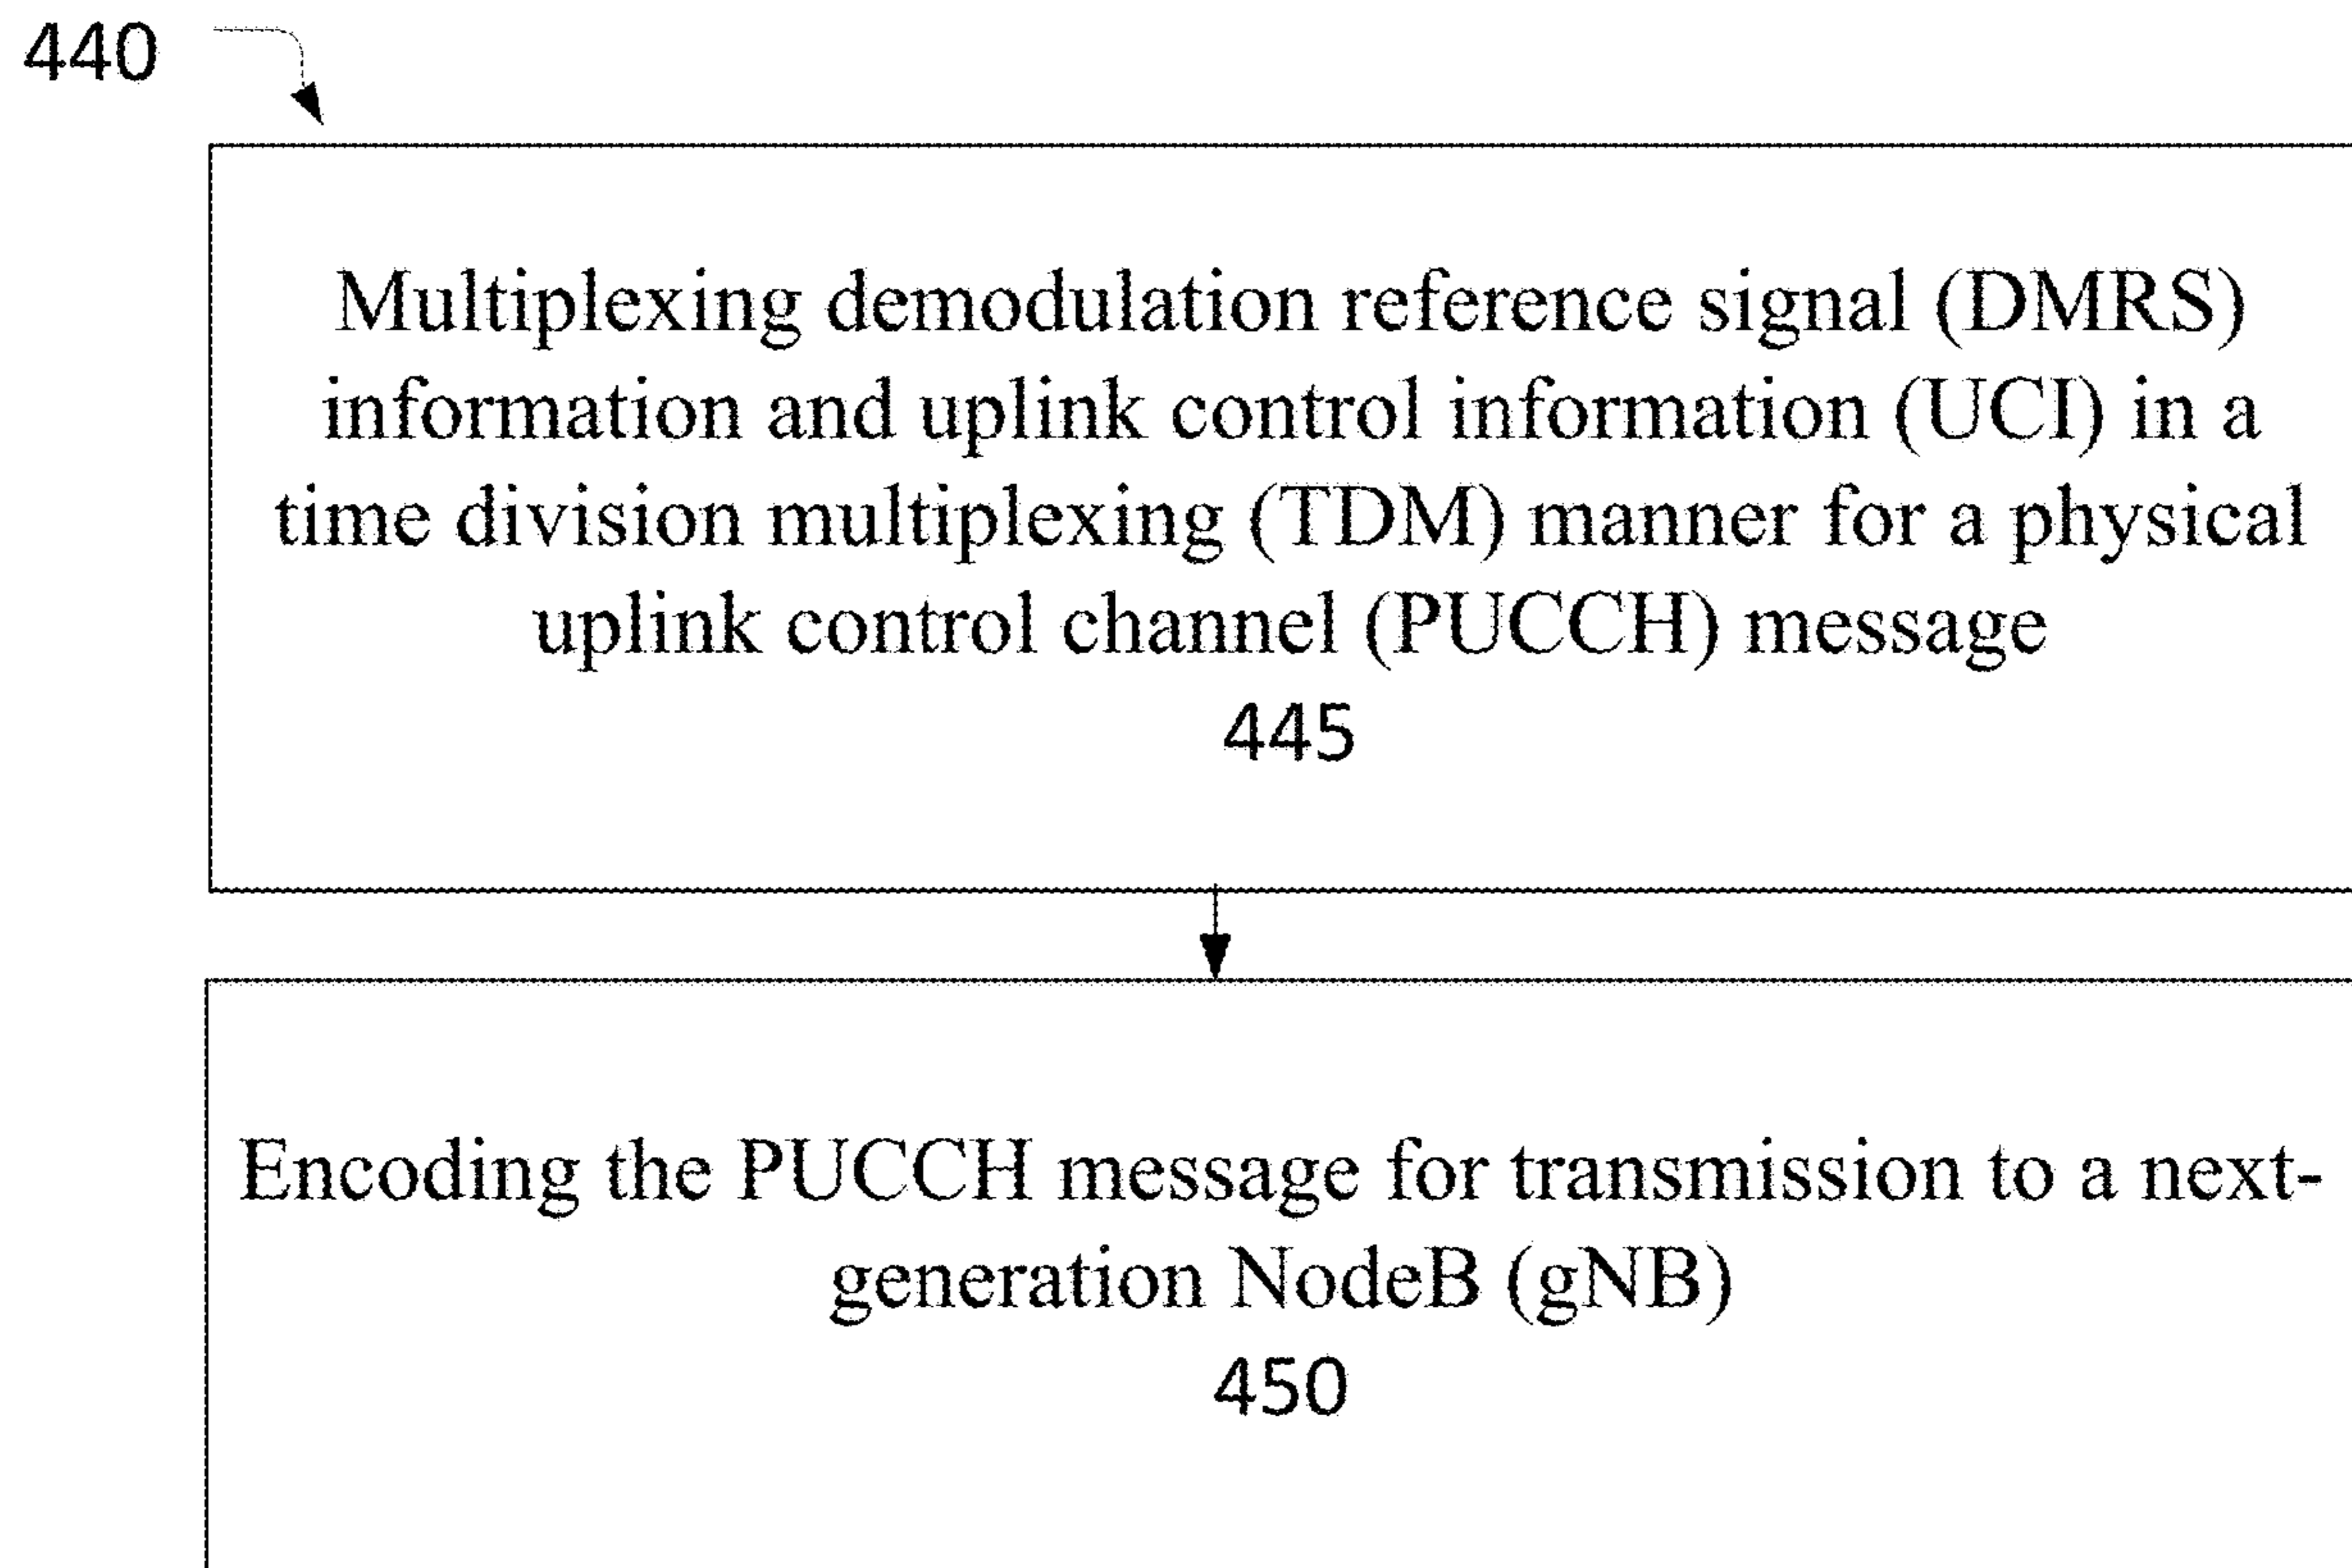 440
Multiplexing demodulation reference signal (DMRS)
information and uplink control information (UCI) in a
time division multiplexing (TDM) manner for a physical
uplink control channel (PUCCH) message
445
Encoding the PUCCH message for transmission to a next-
generation NodeB (gNB)
450